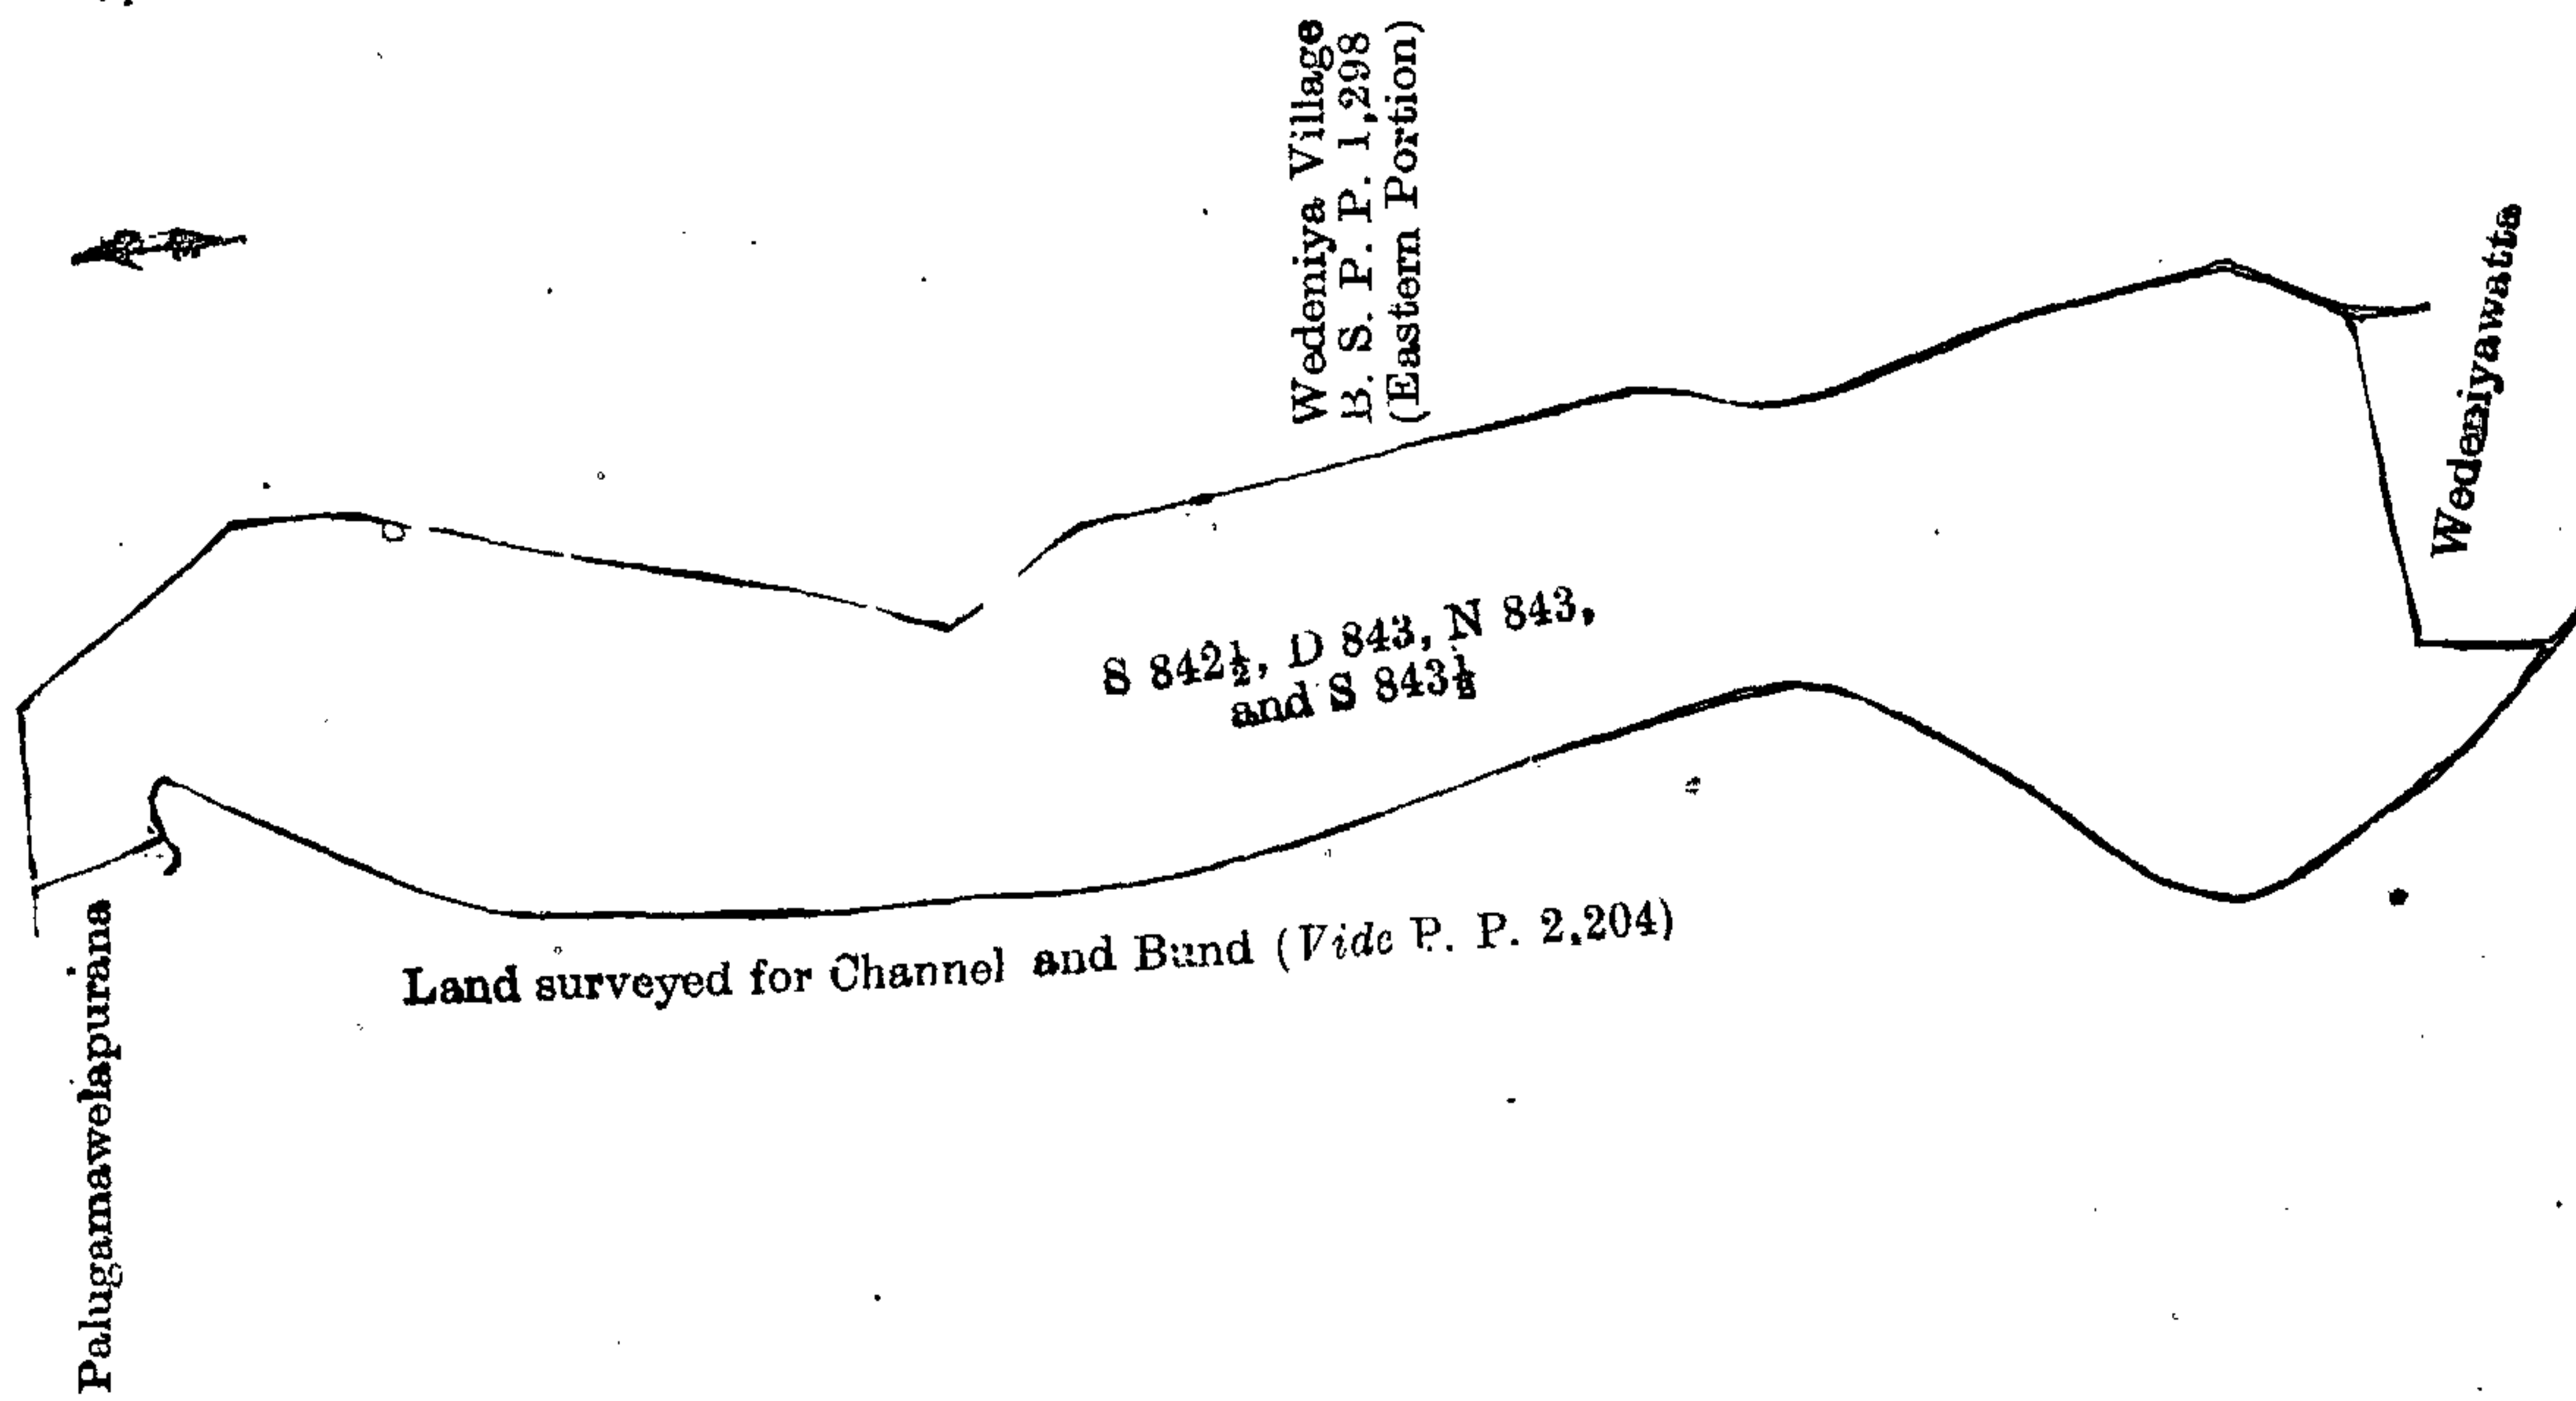 Wedeniya Village
B. S. P. P. 1,298
(Eastern Portion)
Wedeniyawatta
S 842½, D 843, N 843,
and S 843½
Land surveyed for Channel and Bund (Vide P. P. 2,204)
Palugamawelapurana